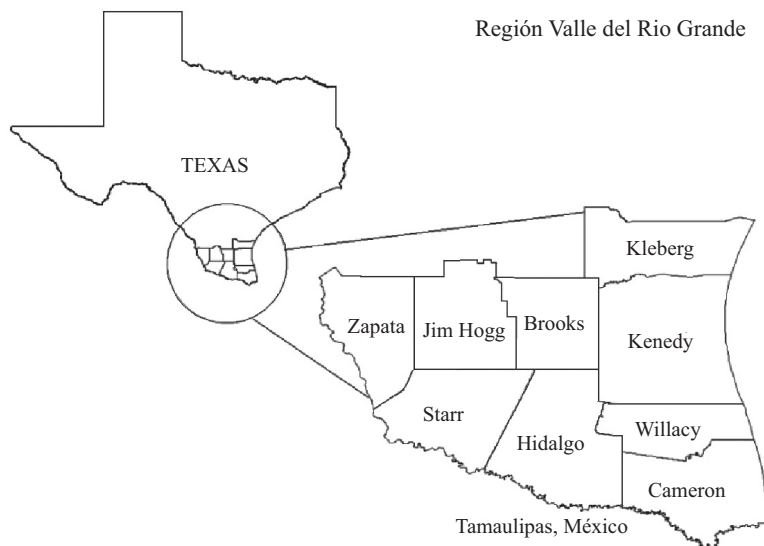 Región Valle del Rio Grande
TEXAS
Kleberg
Zapata
Jim Hogg
Brooks
Kenedy
Starr
Hidalgo
Willacy
Cameron
Tamaulipas, México